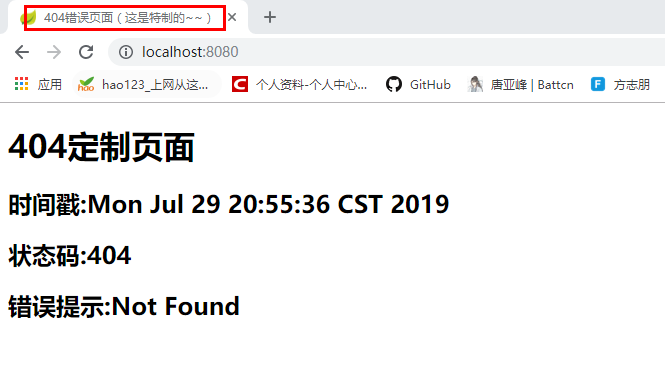 404错误页面（这是特制的~~）
localhost:8080
应用 hao123_上网从这... 个人资料-个人中心... GitHub 唐亚峰 | Battcn 方志朋
404定制页面
时间戳:Mon Jul 29 20:55:36 CST 2019
状态码:404
错误提示:Not Found